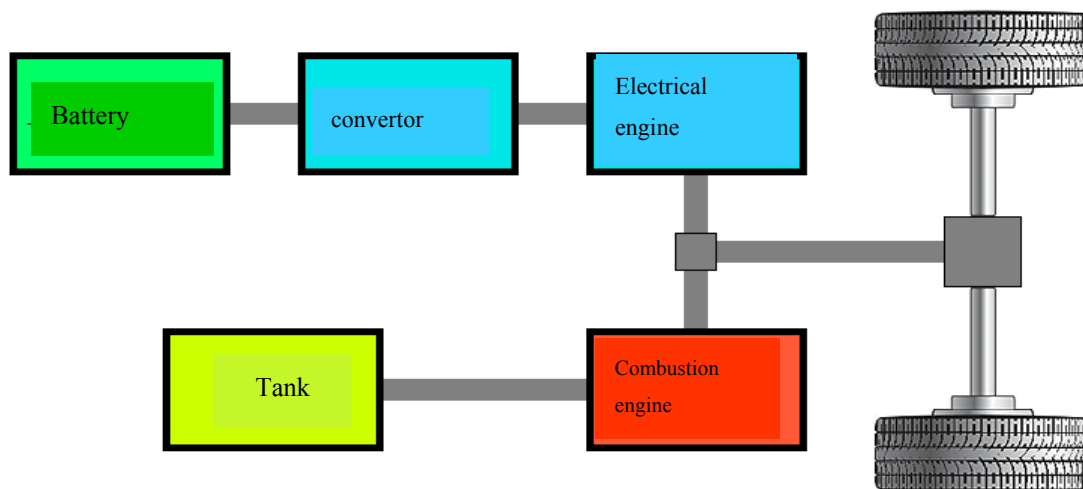 Battery
convertor
Electrical
engine
Tank
Combustion
engine